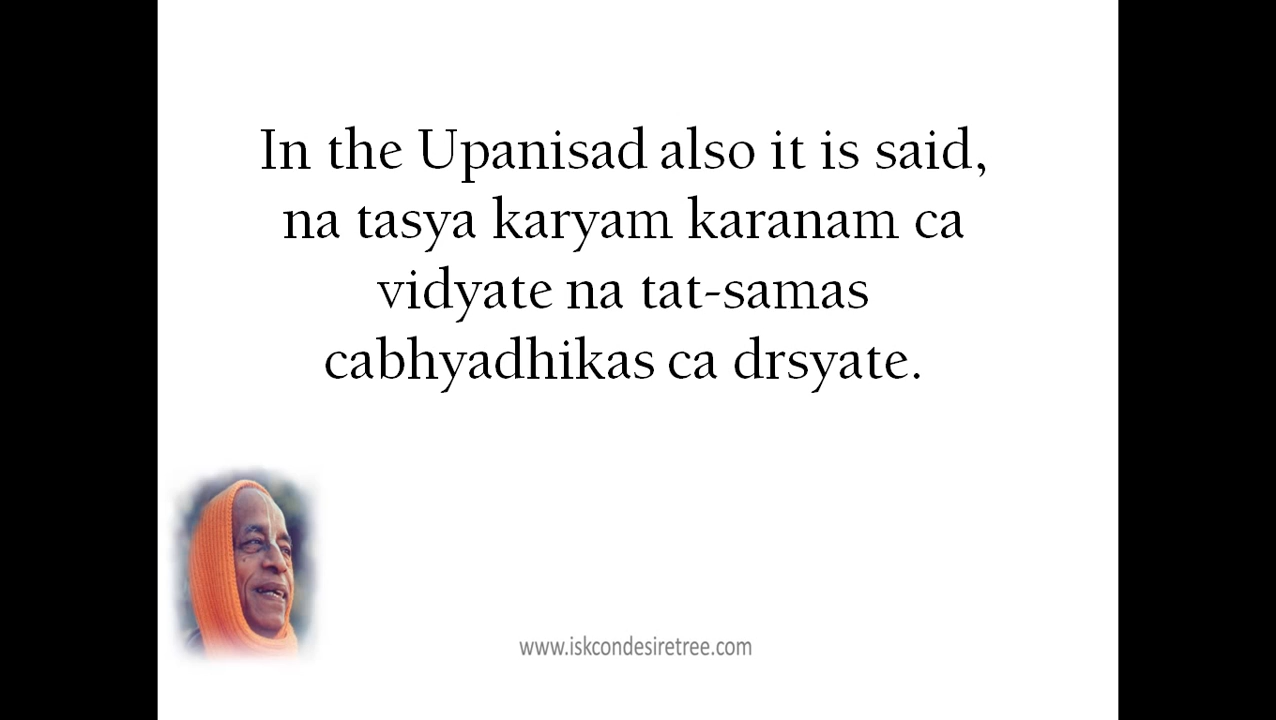 In the Upanisad also it is said,
na tasya karyam karanam ca
vidyate na tat-samas
cabhyadhikas ca drsyate.
www.iskcondesiretree.com